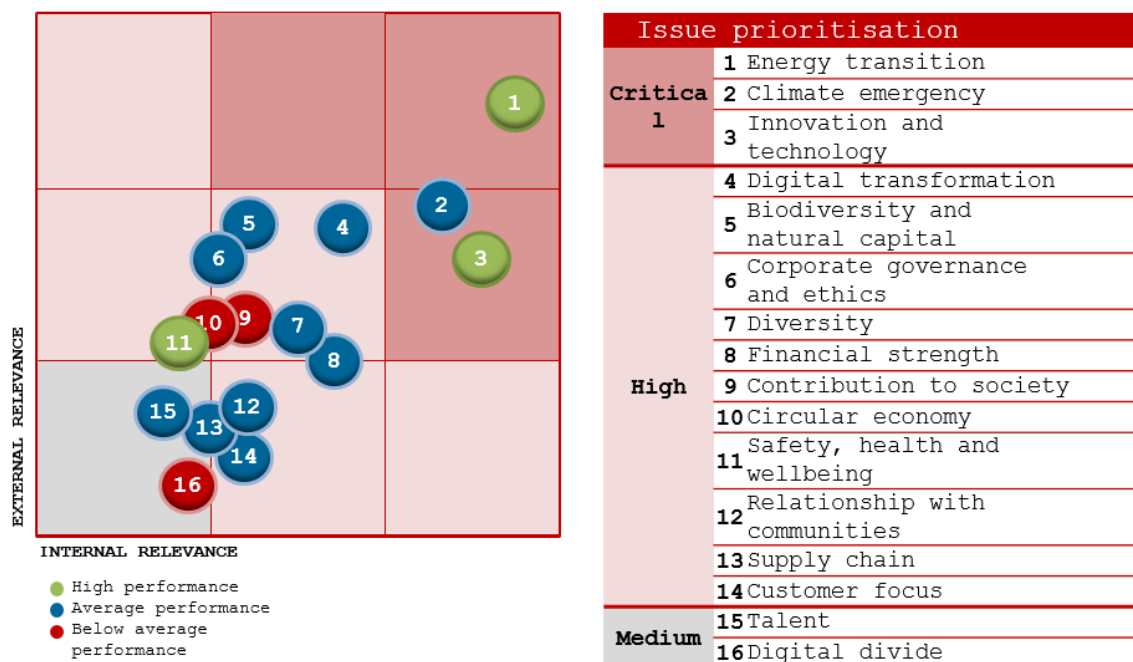 1
2
3
4
5
6
7
8
9
10
11
12
13
14
15
16
EXTERNAL RELEVANCE
INTERNAL RELEVANCE
High performance
Average performance
Below average
performance
Issue prioritisation
Critica
l
1 Energy transition
2 Climate emergency
3 Innovation and
technology
High
4 Digital transformation
5 Biodiversity and
natural capital
6 Corporate governance
and ethics
7 Diversity
8 Financial strength
9 Contribution to society
10 Circular economy
11 Safety, health and
wellbeing
12 Relationship with
communities
13 Supply chain
14 Customer focus
Medium
15 Talent
16 Digital divide